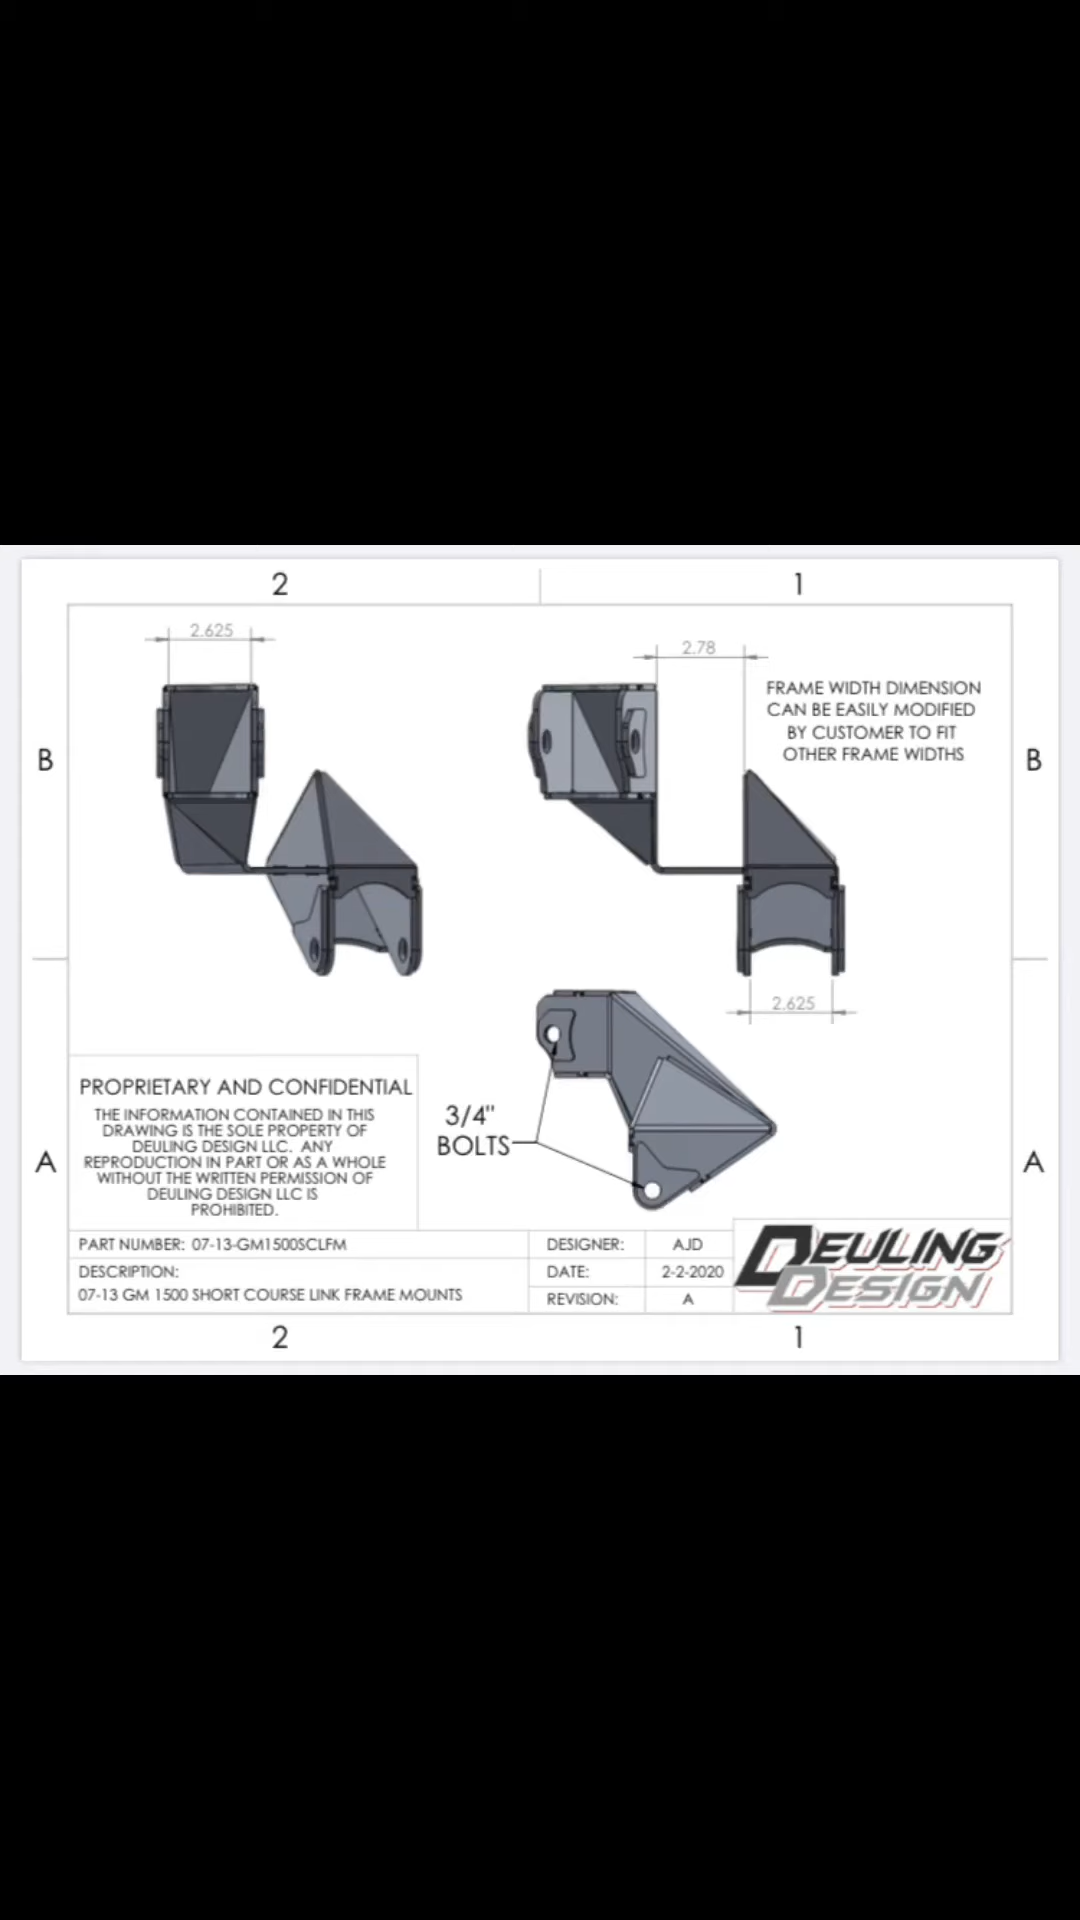 2
1
2.625
2.78
FRAME WIDTH DIMENSION
CAN BE EASILY MODIFIED
BY CUSTOMER TO FIT
OTHER FRAME WIDTHS
B
B
2.625
3/4"
BOLTS
A
A
PROPRIETARY AND CONFIDENTIAL
THE INFORMATION CONTAINED IN THIS
DRAWING IS THE SOLE PROPERTY OF
DEULING DESIGN LLC. ANY
REPRODUCTION IN PART OR AS A WHOLE
WITHOUT THE WRITTEN PERMISSION OF
DEULING DESIGN LLC IS
PROHIBITED.
PART NUMBER: 07-13-GM1500SCLFM
DESCRIPTION:
07-13 GM 1500 SHORT COURSE LINK FRAME MOUNTS
DESIGNER: AJD
DATE: 2-2-2020
REVISION: A
DEULING
DESIGN
2
1